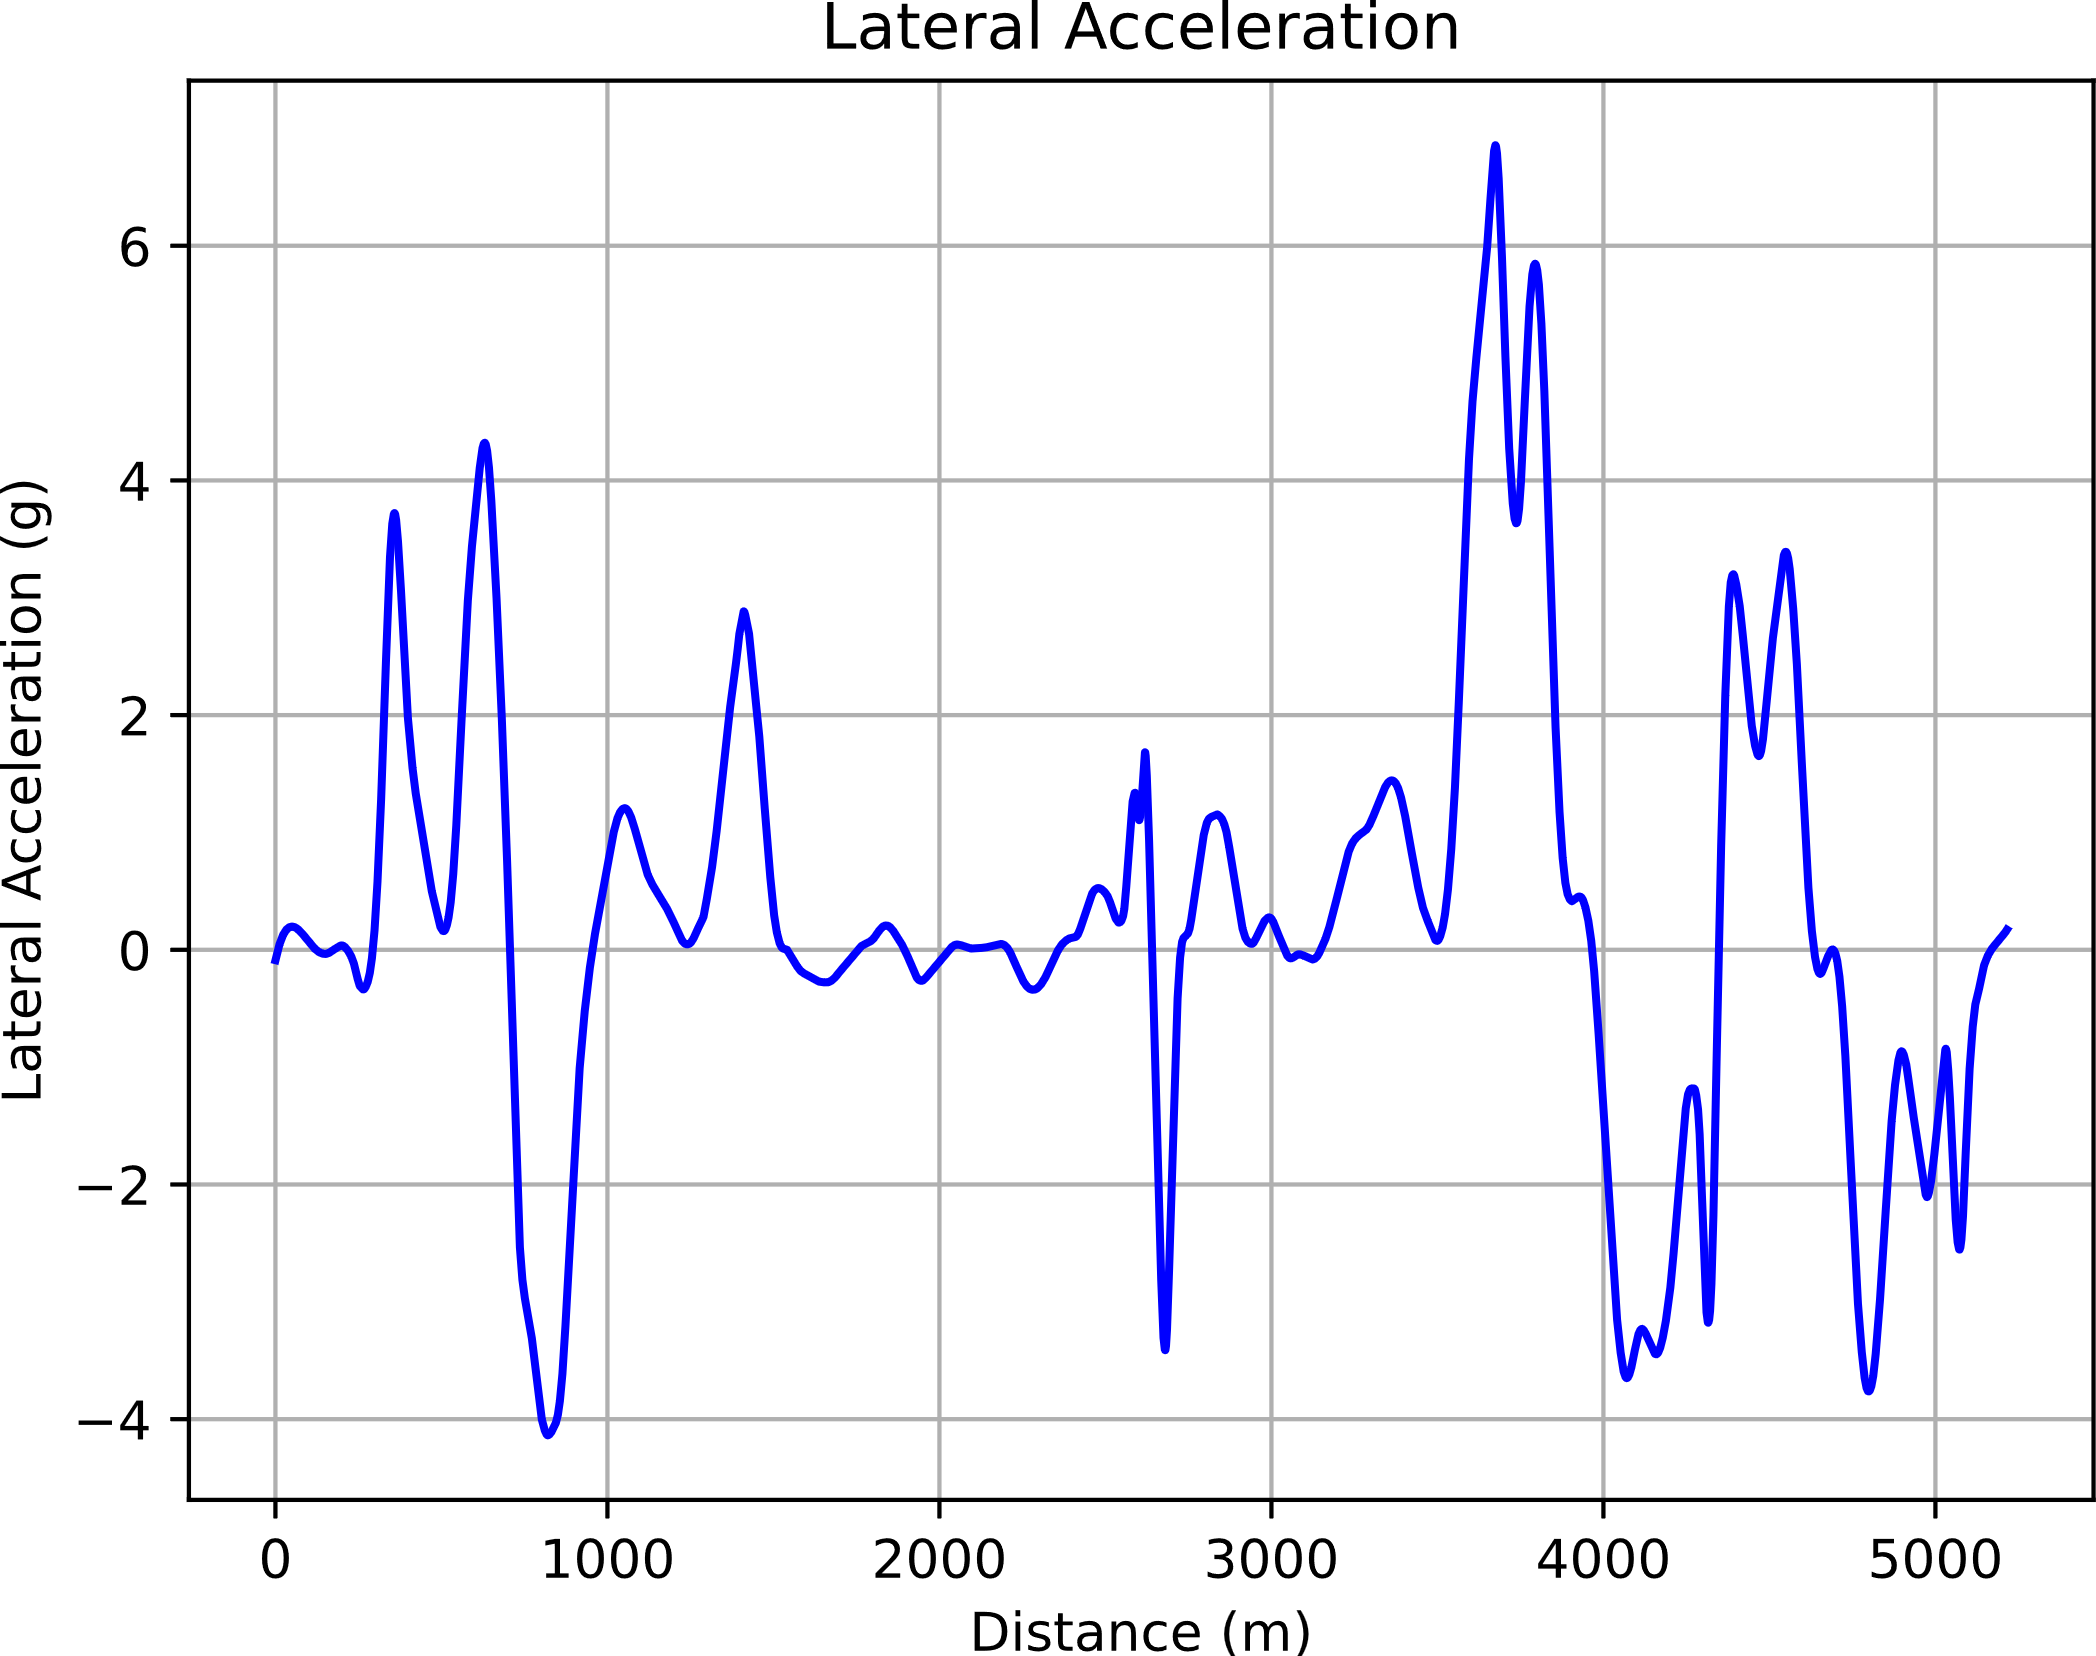 Lateral Acceleration
Lateral Acceleration (g)
6
4
2
0
−2
−4
0 1000 2000 3000 4000 5000
Distance (m)